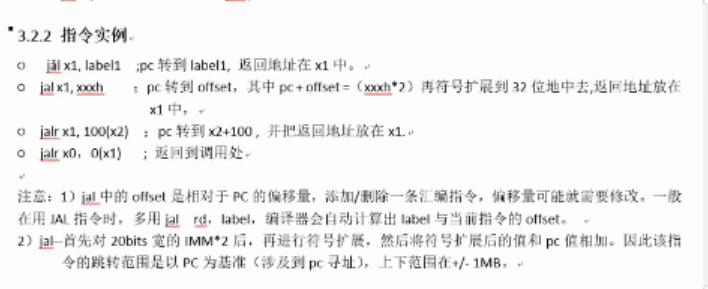 3.2.2 指令实例
o jal x1, label1 ;pc 转到 label1, 返回地址在 x1 中。
o jal x1, xxxh ; pc 转到 offset，其中 pc + offset =（xxxh*2）再符号扩展到 32 位地中去,返回地址放在
x1 中，
o jalr x1, 100(x2) ; pc 转到 x2+100 , 并把返回地址放在 x1.
o jalr x0，0(x1) ; 返回到调用处
注意：1）jal 中的 offset 是相对于 PC 的偏移量，添加/删除一条汇编指令，偏移量可能就需要修改。一般
在用 JAL 指令时，多用 jal rd，label，编译器会自动计算出 label 与当前指令的 offset。
2）jal--首先对 20bits 宽的 IMM*2 后，再进行符号扩展，然后将符号扩展后的值和 pc 值相加。因此该指
令的跳转范围是以 PC 为基准（涉及到 pc 寻址），上下范围在+/- 1MB，